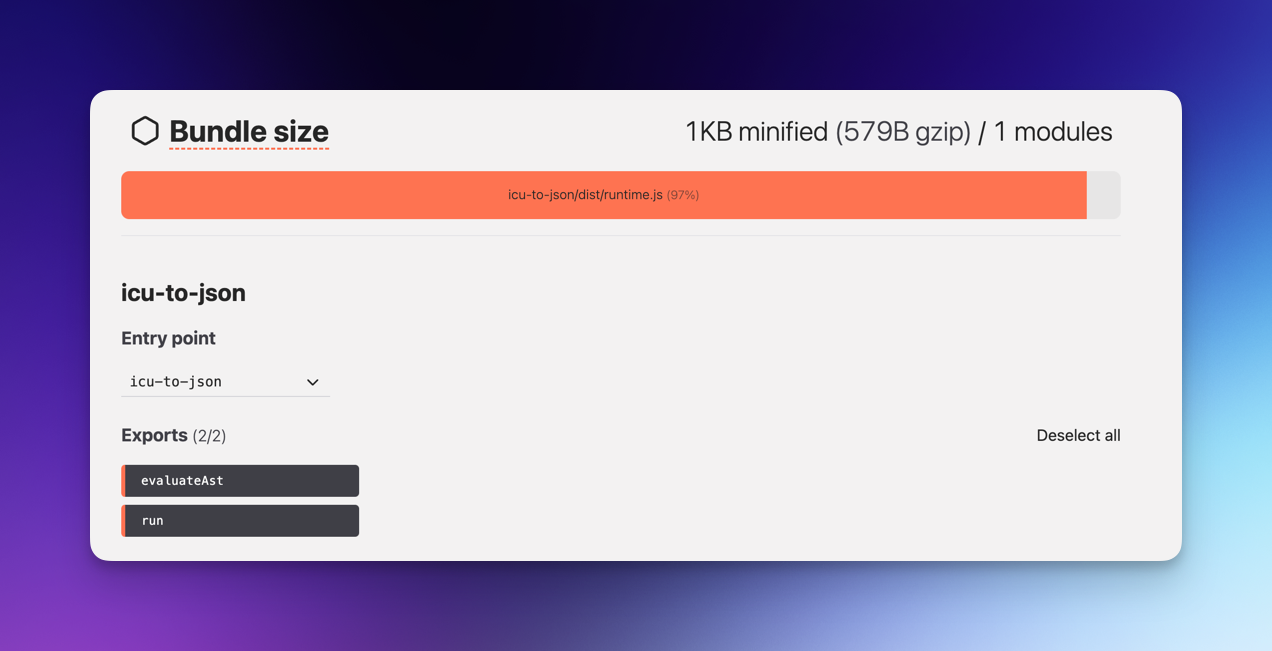 Bundle size
1KB minified (579B gzip) / 1 modules
icu-to-json/dist/runtime.js (97%)
icu-to-json
Entry point
icu-to-json
Exports (2/2)
Deselect all
evaluateAst
run